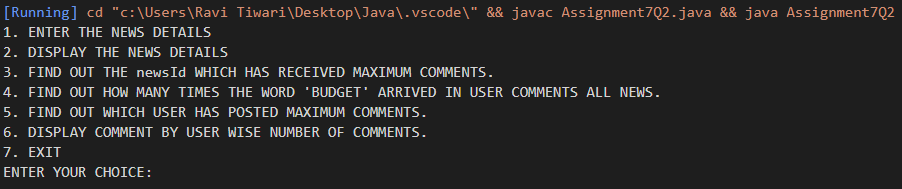 [Running] cd "c:\Users\Ravi Tiwari\Desktop\Java\.vscode\" && javac Assignment7Q2.java && java Assignment7Q2
1. ENTER THE NEWS DETAILS
2. DISPLAY THE NEWS DETAILS
3. FIND OUT THE newsId WHICH HAS RECEIVED MAXIMUM COMMENTS.
4. FIND OUT HOW MANY TIMES THE WORD 'BUDGET' ARRIVED IN USER COMMENTS ALL NEWS.
5. FIND OUT WHICH USER HAS POSTED MAXIMUM COMMENTS.
6. DISPLAY COMMENT BY USER WISE NUMBER OF COMMENTS.
7. EXIT
ENTER YOUR CHOICE: